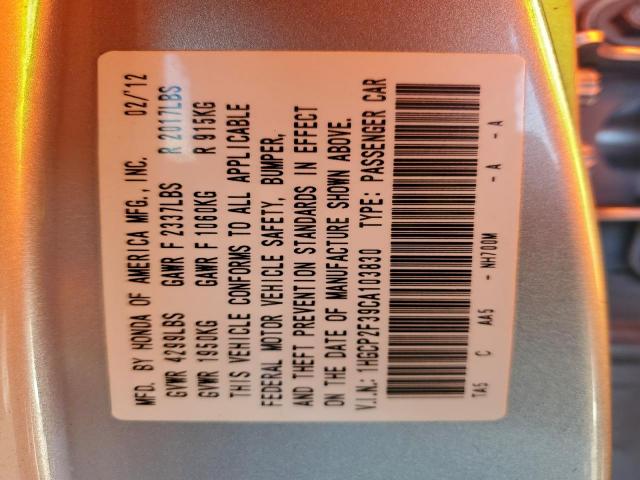 MFD. BY HONDA OF AMERICA MFG., INC. 02/'12
GVWR 4299LBS GAWR F 2337LBS R 2017LBS
GVWR 1950KG GAWR F 1060KG R 915KG
THIS VEHICLE CONFORMS TO ALL APPLICABLE
FEDERAL MOTOR VEHICLE SAFETY, BUMPER,
AND THEFT PREVENTION STANDARDS IN EFFECT
ON THE DATE OF MANUFACTURE SHOWN ABOVE.
V.I.N.: 1HGCP2F39CA103830 TYPE: PASSENGER CAR
TA5 C AA5 - NH700M - A - A